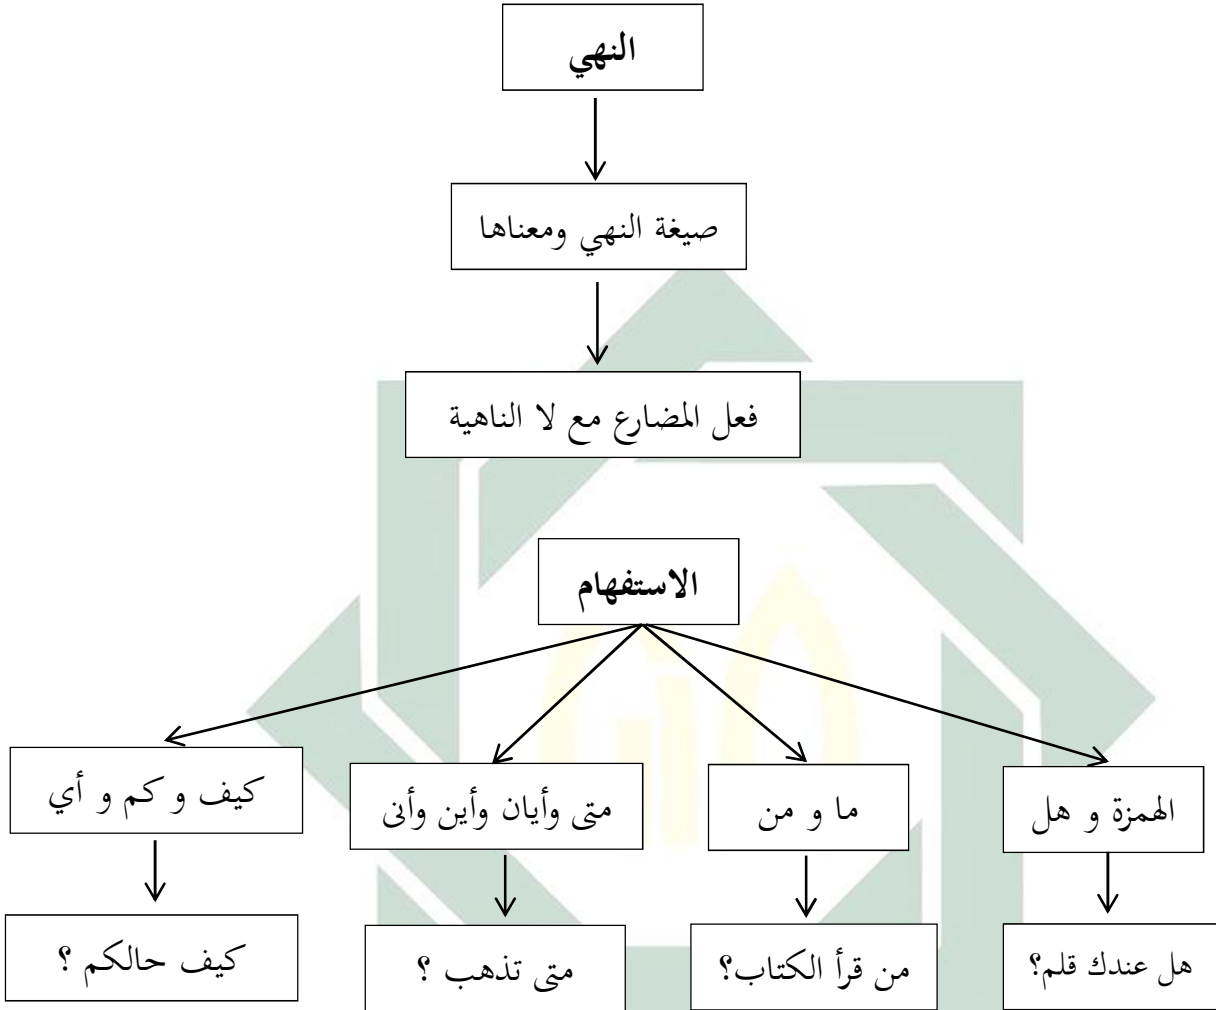 النهي
صيغة النهي ومعناها
فعل المضارع مع لا الناهية
الاستفهام
الهمزة و هل
ما و من
متى وأيان وأين وأنى
كيف و كم و أي
هل عندك قلم؟
من قرأ الكتاب؟
متى تذهب ؟
كيف حالكم ؟